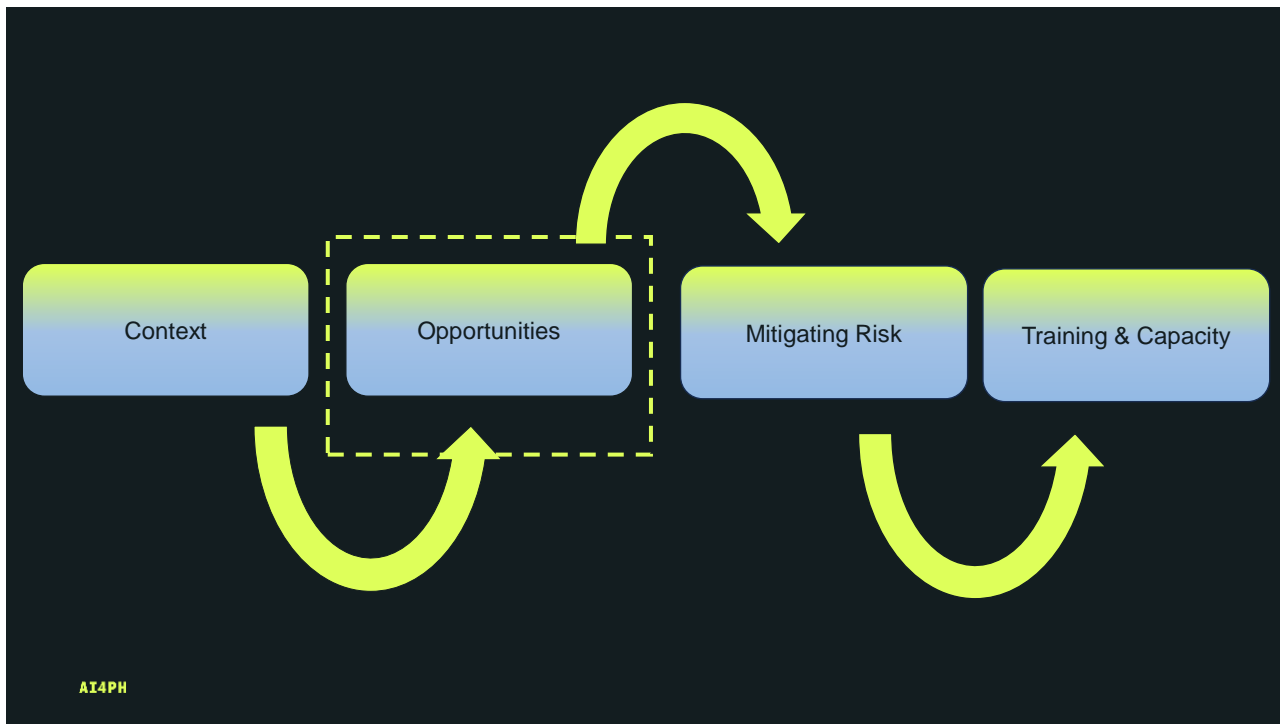 Context
Opportunities
Mitigating Risk
Training & Capacity
AI4PH